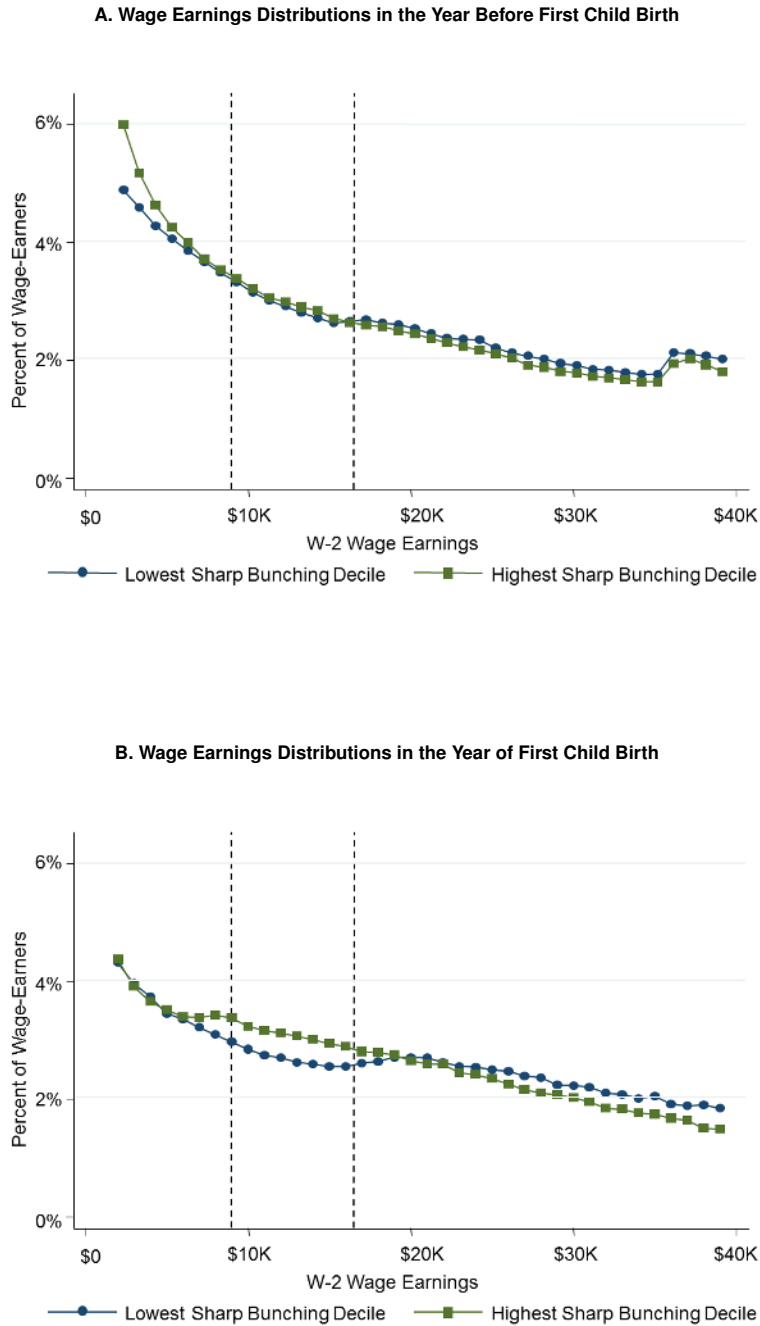 A. Wage Earnings Distributions in the Year Before First Child Birth
6%
4%
2%
0%
Percent of Wage-Earners
$0 $10K $20K $30K $40K
W-2 Wage Earnings
Lowest Sharp Bunching Decile Highest Sharp Bunching Decile
B. Wage Earnings Distributions in the Year of First Child Birth
6%
4%
2%
0%
Percent of Wage-Earners
$0 $10K $20K $30K $40K
W-2 Wage Earnings
Lowest Sharp Bunching Decile Highest Sharp Bunching Decile